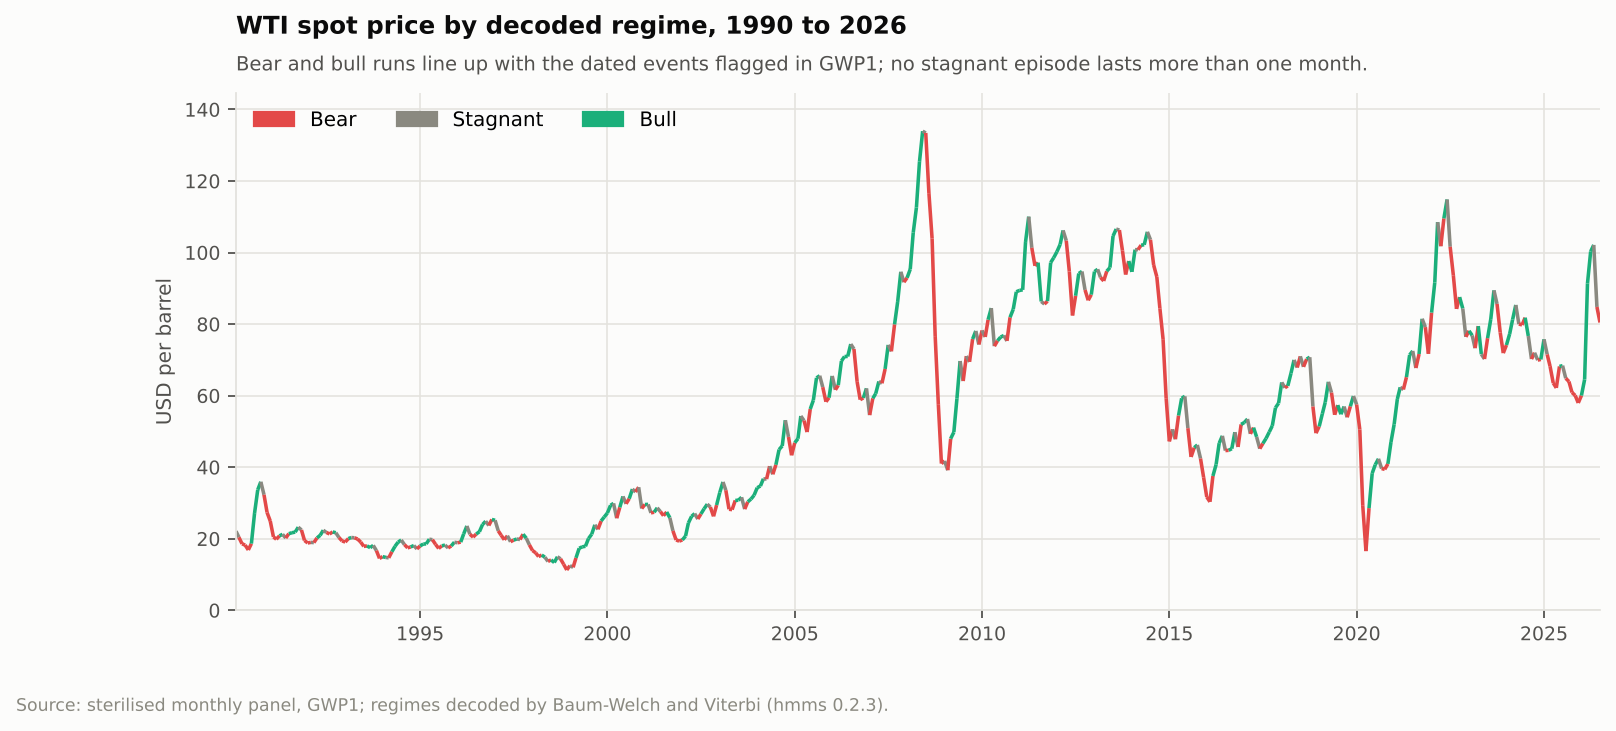 WTI spot price by decoded regime, 1990 to 2026
Bear and bull runs line up with the dated events flagged in GWP1; no stagnant episode lasts more than one month.
Bear Stagnant Bull
USD per barrel
140
120
100
80
60
40
20
0
1995 2000 2005 2010 2015 2020 2025
Source: sterilised monthly panel, GWP1; regimes decoded by Baum-Welch and Viterbi (hmms 0.2.3).